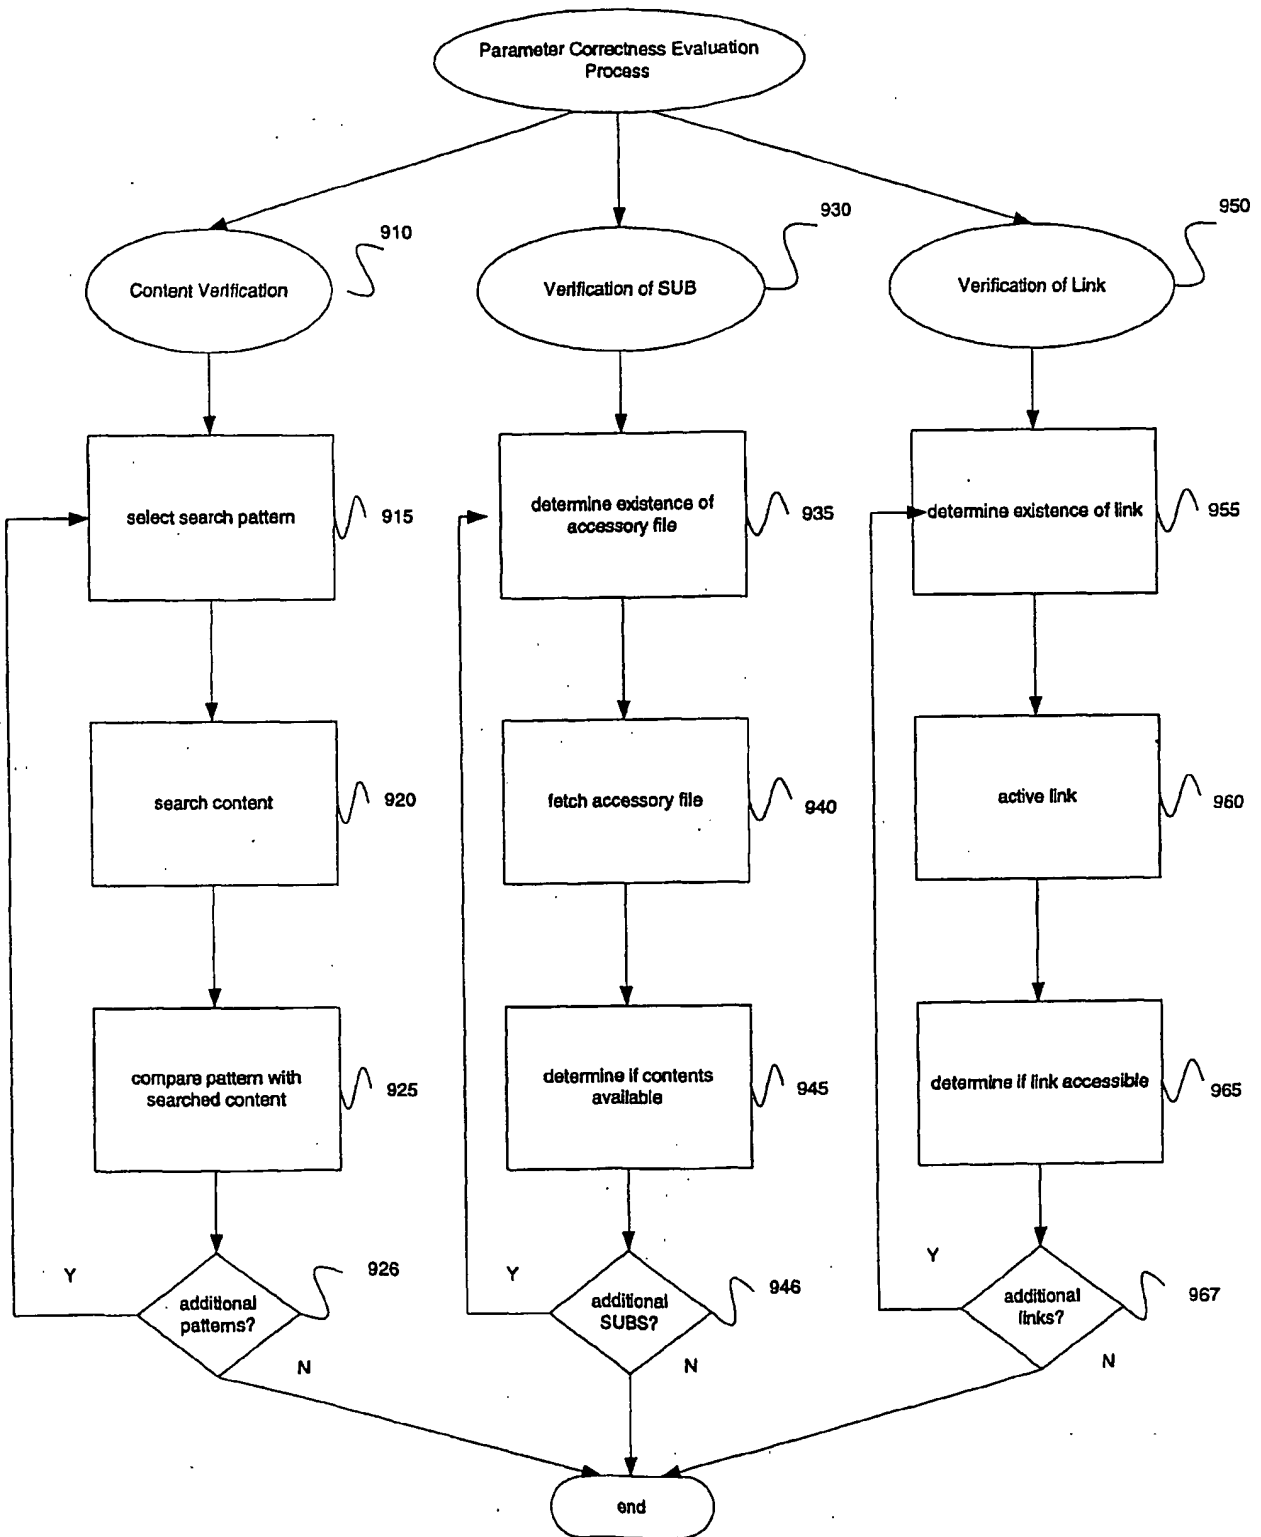 Parameter Correctness Evaluation
Process
910
930
950
Content Verification
Verification of SUB
Verification of Link
select search pattern
915
determine existence of
accessory file
935
determine existence of link
955
search content
920
fetch accessory file
940
active link
960
compare pattern with
searched content
925
determine if contents
available
945
determine if link accessible
965
Y
additional
patterns?
926
N
Y
additional
SUBS?
946
N
Y
additional
links?
967
N
end